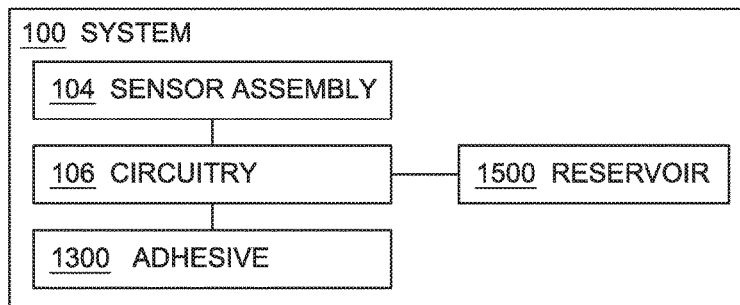 100 SYSTEM
104 SENSOR ASSEMBLY
106 CIRCUITRY
1500 RESERVOIR
1300 ADHESIVE